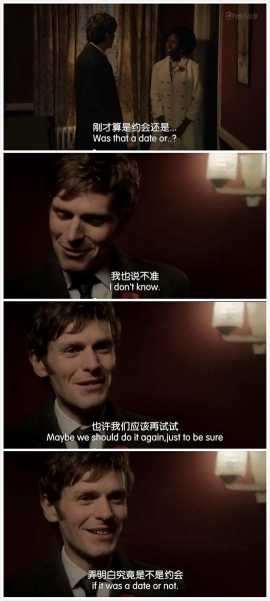 刚才算是约会还是...
Was that a date or..?
我也说不准
I don't know.
也许我们应该再试试
Maybe we should do it again,just to be sure
弄明白究竟是不是约会
if it was a date or not.